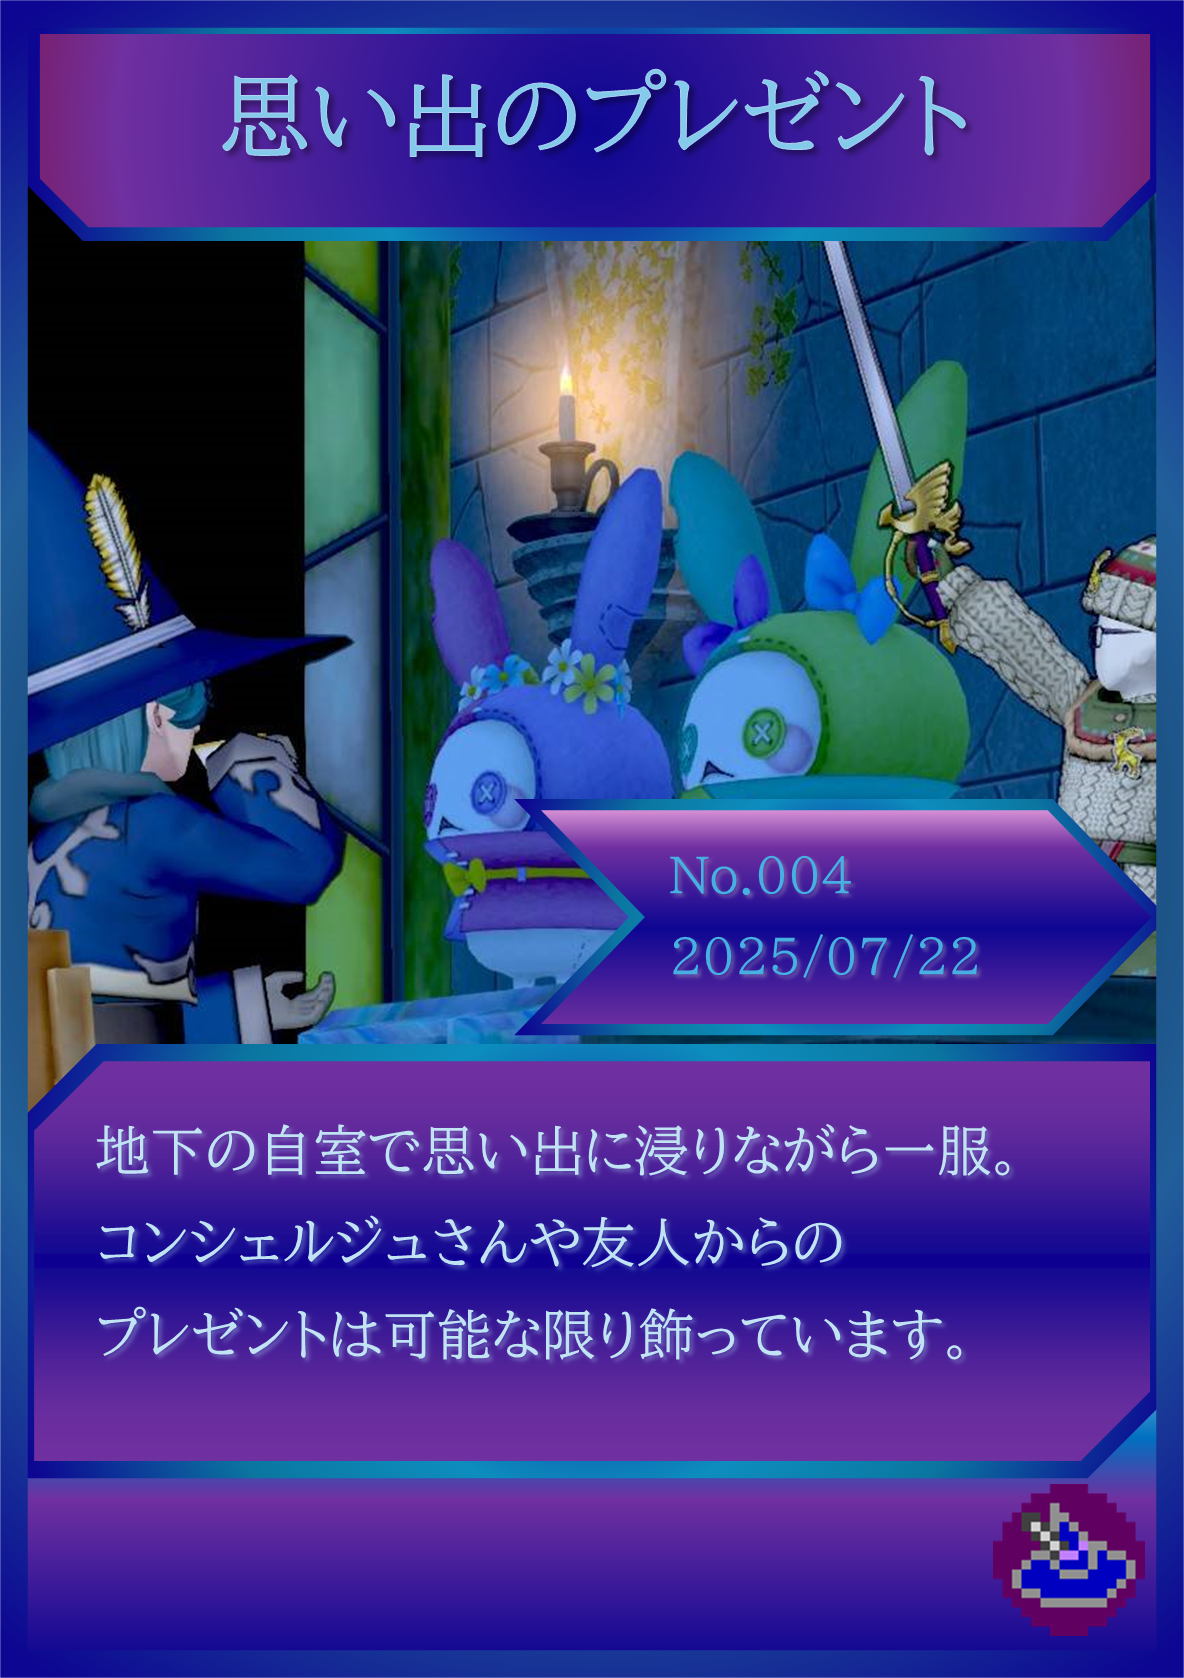 思い出のプレゼント
No.004
2025/07/22
地下の自室で思い出に浸りながら一服。
コンシェルジュさんや友人からの
プレゼントは可能な限り飾っています。